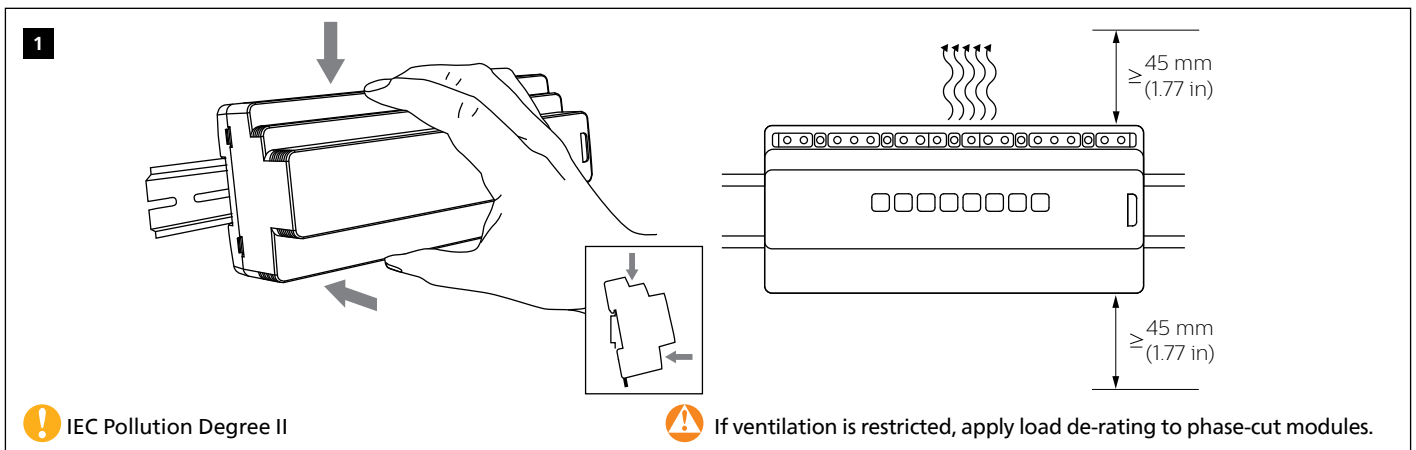 1
≥ 45 mm
(1.77 in)
≥ 45 mm
(1.77 in)
IEC Pollution Degree II
If ventilation is restricted, apply load de-rating to phase-cut modules.